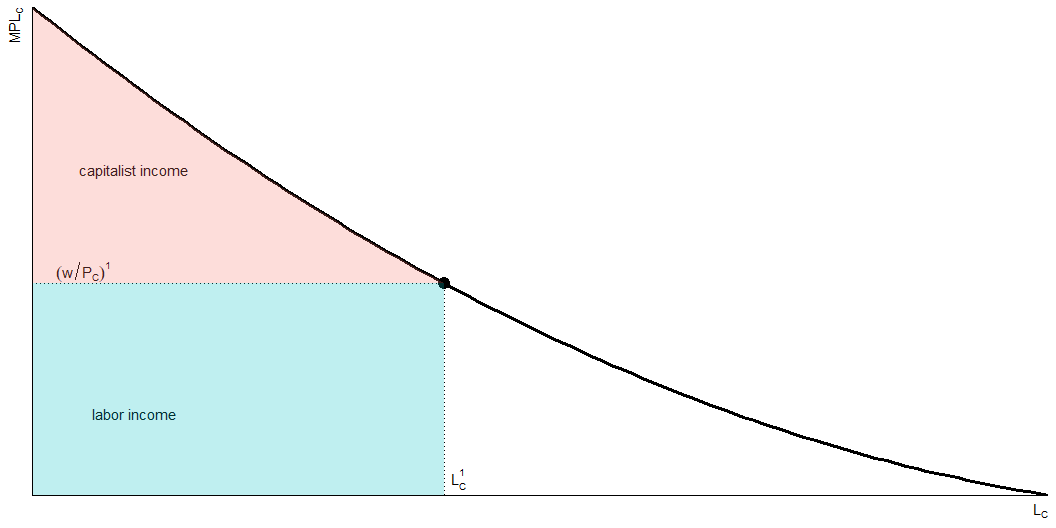 MPL_C
capitalist income
(w/P_C)^1
labor income
L_C^1
L_C